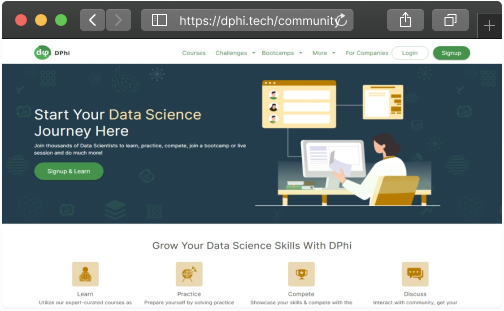 https://dphi.tech/community
dφ DPhi
Courses Challenges Bootcamps More For Companies Login Signup
Start Your Data Science
Journey Here
Join thousands of Data Scientists to learn, practice, compete, join a bootcamp or live
session and do much more!
Signup & Learn
Grow Your Data Science Skills With DPhi
Learn Practice Compete Discuss
Utilize our expert-curated courses as Prepare yourself by solving practice Showcase your skills & compete with the Interact with community, get your